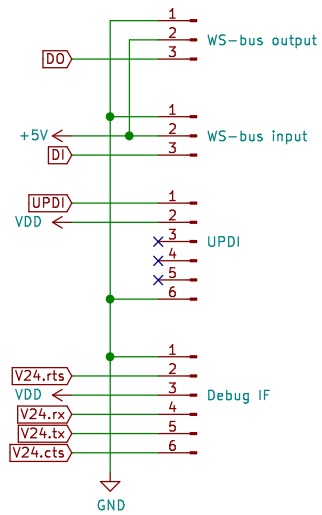 1
2 WS-bus output
DO 3
1
+5V 2 WS-bus input
DI 3
UPDI 1
VDD 2
3 UPDI
4
5
6
1
V24.rts 2
VDD 3 Debug IF
V24.rx 4
V24.tx 5
V24.cts 6
GND